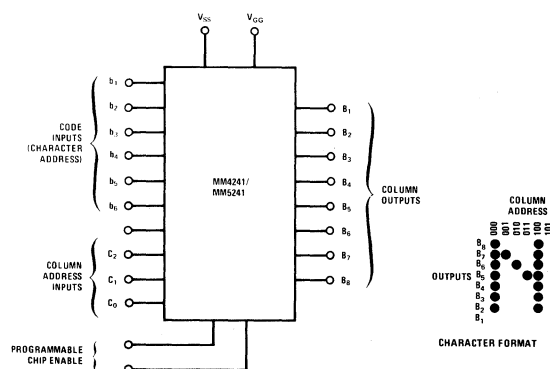 VSS
VGG
b1
b2
b3
b4
b5
b6
CODE
INPUTS
(CHARACTER
ADDRESS)
C2
C1
C0
COLUMN
ADDRESS
INPUTS
PROGRAMMABLE
CHIP ENABLE
MM4241/
MM5241
B1
B2
B3
B4
B5
B6
B7
B8
COLUMN
OUTPUTS
COLUMN
ADDRESS
000
001
010
011
100
101
B8
B7
B6
B5
B4
B3
B2
B1
OUTPUTS
CHARACTER FORMAT